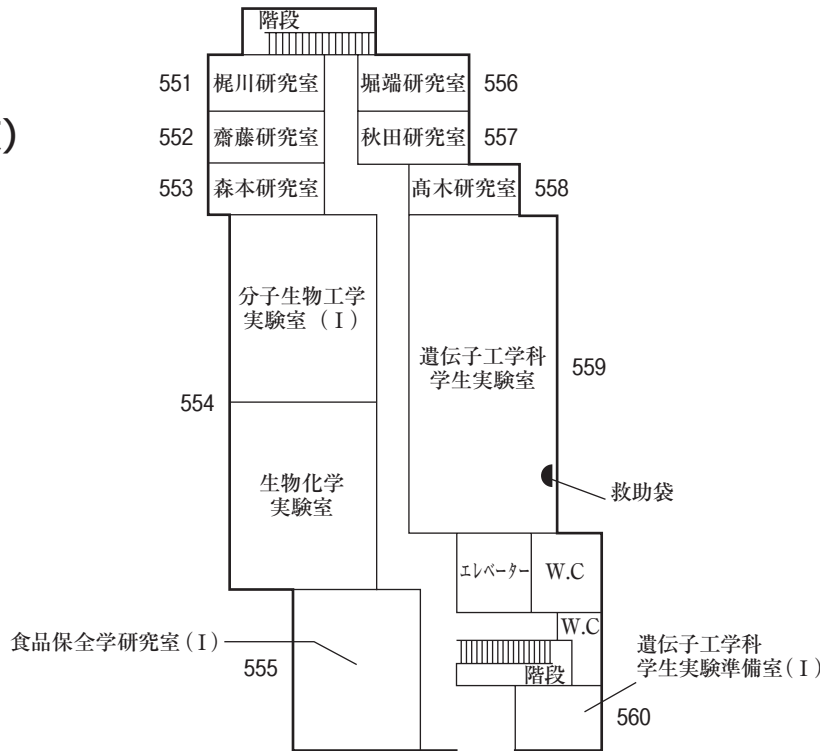 階段
551 梶川研究室 堀端研究室 556
552 齋藤研究室 秋田研究室 557
553 森本研究室 髙木研究室 558
分子生物工学
実験室（Ⅰ）
遺伝子工学科
学生実験室
559
554
生物化学
実験室
救助袋
エレベーター W.C
W.C
食品保全学研究室（Ⅰ）
555
階段
遺伝子工学科
学生実験準備室（Ⅰ）
560